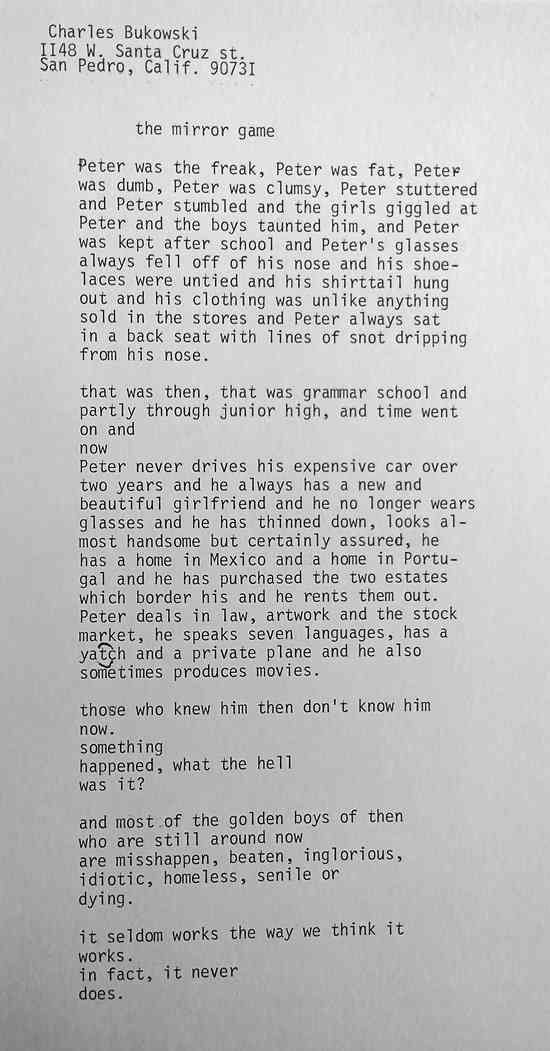 Charles Bukowski
II48 W. Santa Cruz st.
San Pedro, Calif. 9073I
the mirror game
Peter was the freak, Peter was fat, Peter
was dumb, Peter was clumsy, Peter stuttered
and Peter stumbled and the girls giggled at
Peter and the boys taunted him, and Peter
was kept after school and Peter's glasses
always fell off of his nose and his shoe-
laces were untied and his shirttail hung
out and his clothing was unlike anything
sold in the stores and Peter always sat
in a back seat with lines of snot dripping
from his nose.
that was then, that was grammar school and
partly through junior high, and time went
on and
now
Peter never drives his expensive car over
two years and he always has a new and
beautiful girlfriend and he no longer wears
glasses and he has thinned down, looks al-
most handsome but certainly assured, he
has a home in Mexico and a home in Portu-
gal and he has purchased the two estates
which border his and he rents them out.
Peter deals in law, artwork and the stock
market, he speaks seven languages, has a
yatch and a private plane and he also
sometimes produces movies.
those who knew him then don't know him
now.
something
happened, what the hell
was it?
and most of the golden boys of then
who are still around now
are misshappen, beaten, inglorious,
idiotic, homeless, senile or
dying.
it seldom works the way we think it
works.
in fact, it never
does.